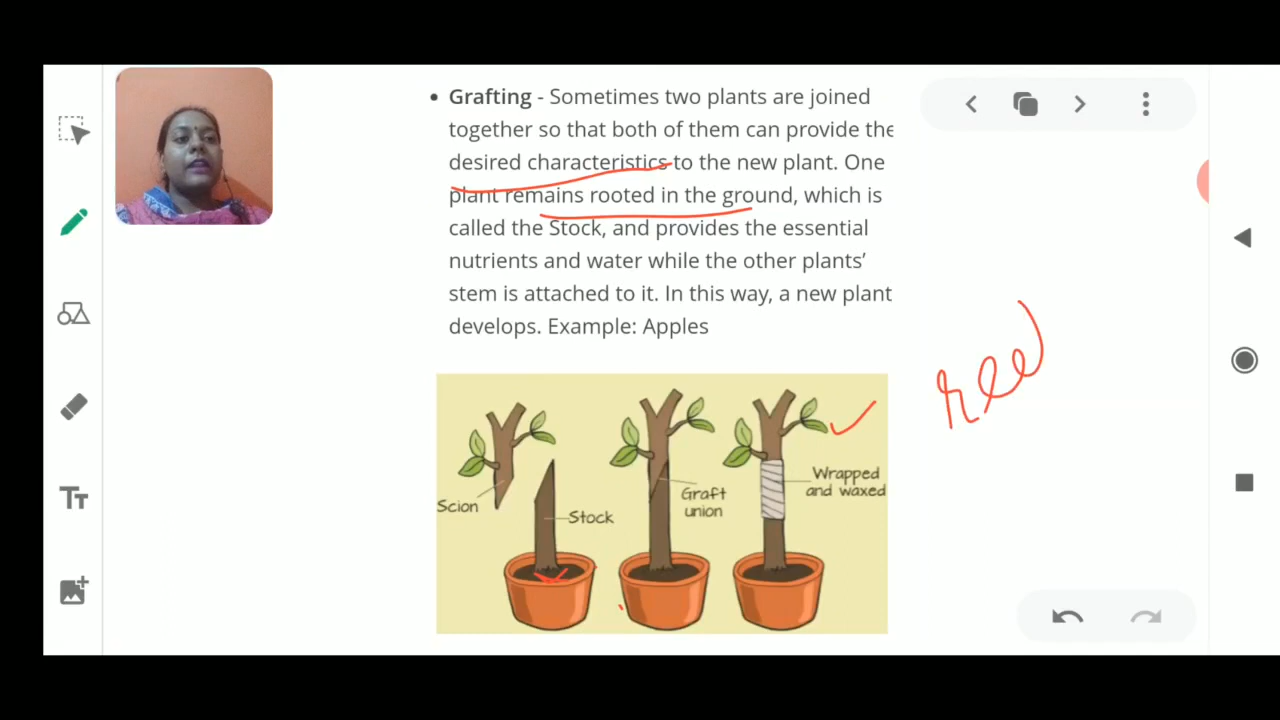 • Grafting - Sometimes two plants are joined
together so that both of them can provide the
desired characteristics to the new plant. One
plant remains rooted in the ground, which is
called the Stock, and provides the essential
nutrients and water while the other plants’
stem is attached to it. In this way, a new plant
develops. Example: Apples
red
Scion
Stock
Graft
union
Wrapped
and waxed
TT